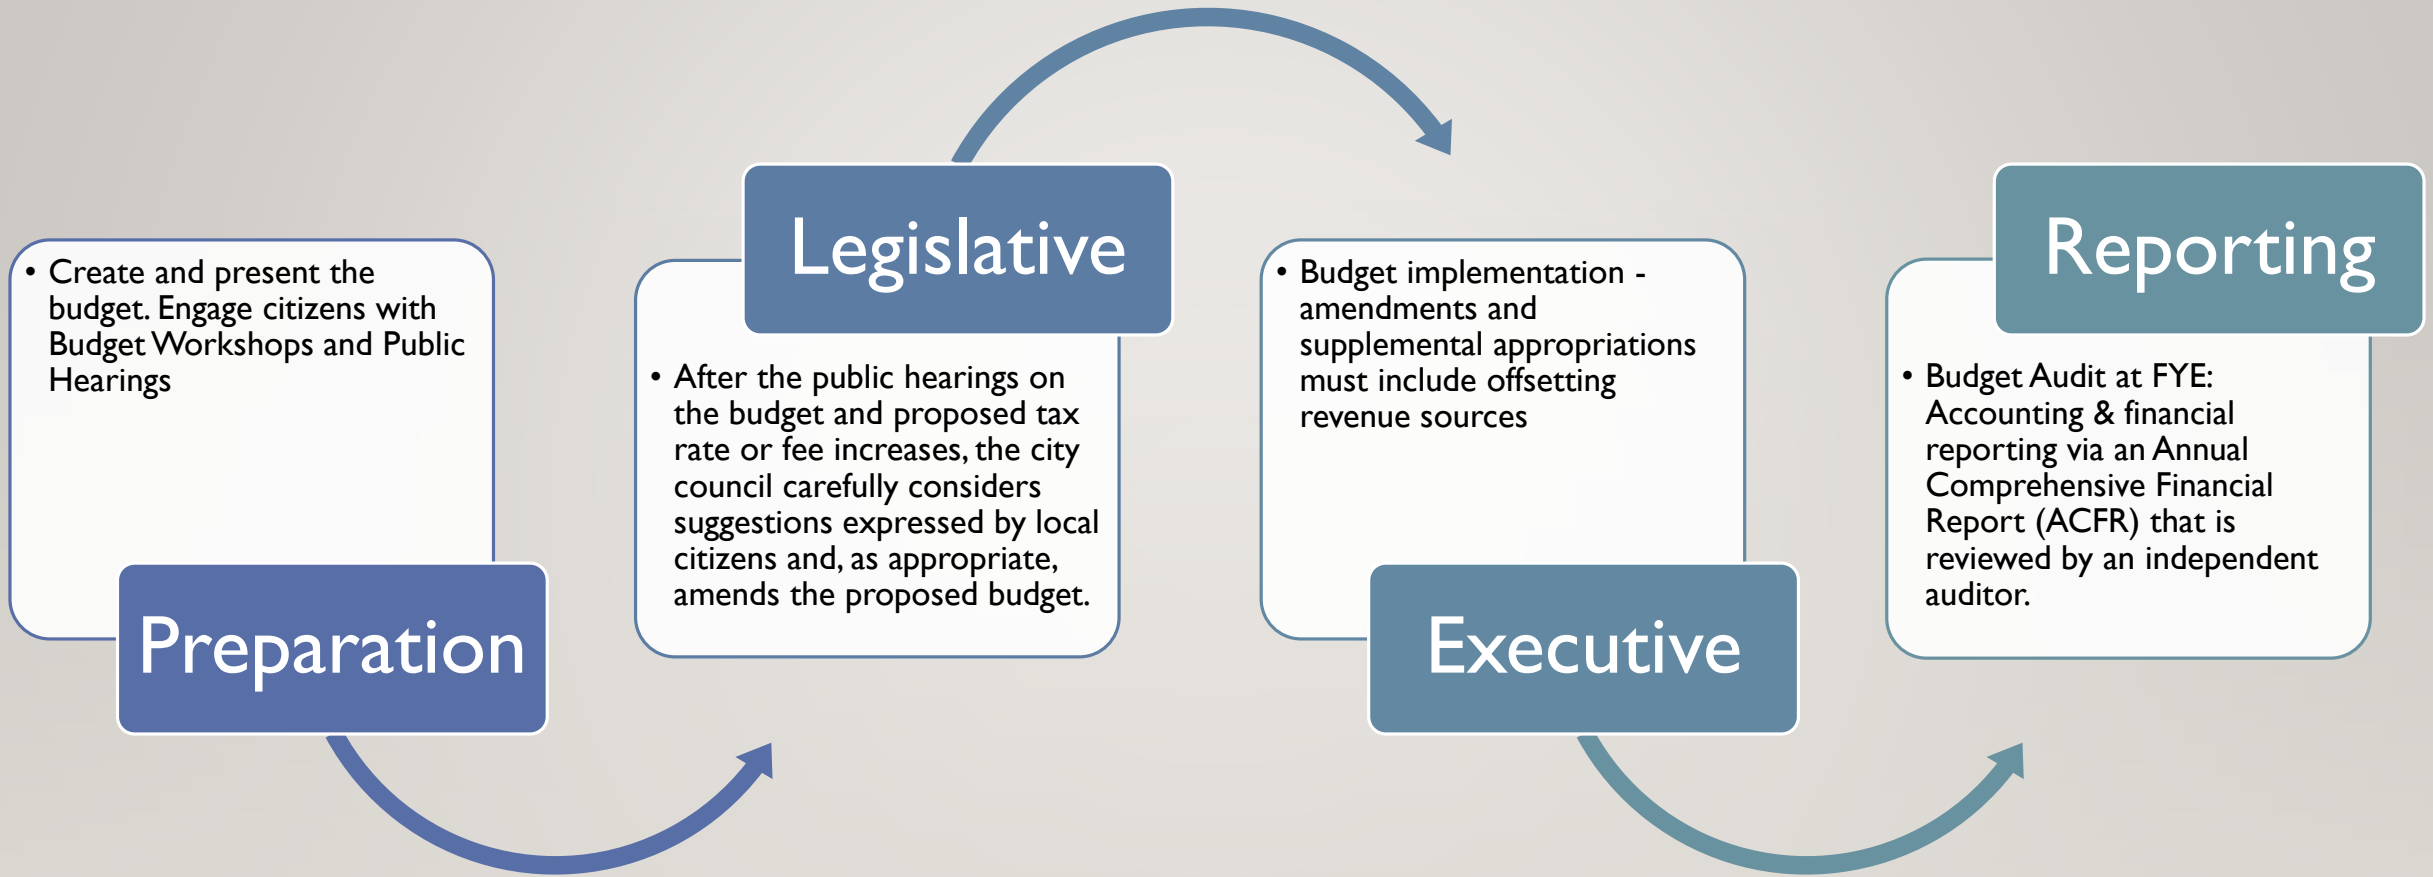 • Create and present the
budget. Engage citizens with
Budget Workshops and Public
Hearings
Preparation
Legislative
• After the public hearings on
the budget and proposed tax
rate or fee increases, the city
council carefully considers
suggestions expressed by local
citizens and, as appropriate,
amends the proposed budget.
• Budget implementation -
amendments and
supplemental appropriations
must include offsetting
revenue sources
Executive
Reporting
• Budget Audit at FYE:
Accounting & financial
reporting via an Annual
Comprehensive Financial
Report (ACFR) that is
reviewed by an independent
auditor.